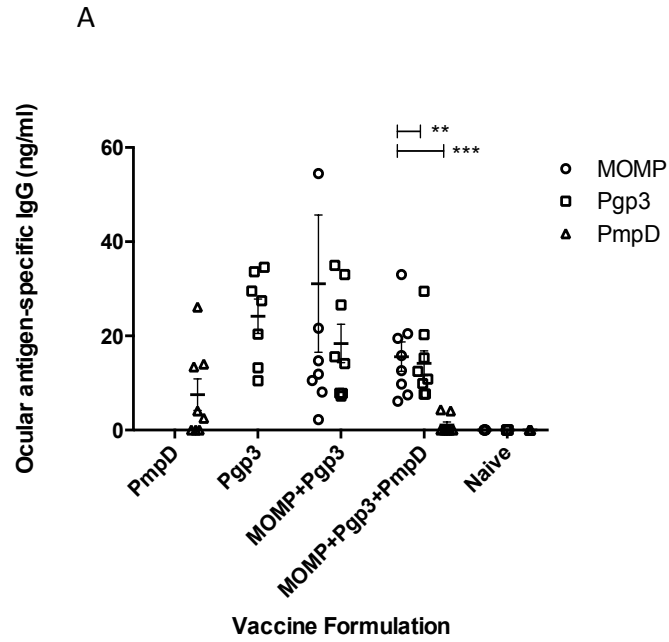 A
Ocular antigen-specific IgG (ng/ml)
60
40
20
0
**
***
MOMP
Pgp3
PmpD
PmpD
Pgp3
MOMP+Pgp3
MOMP+Pgp3+PmpD
Naive
Vaccine Formulation